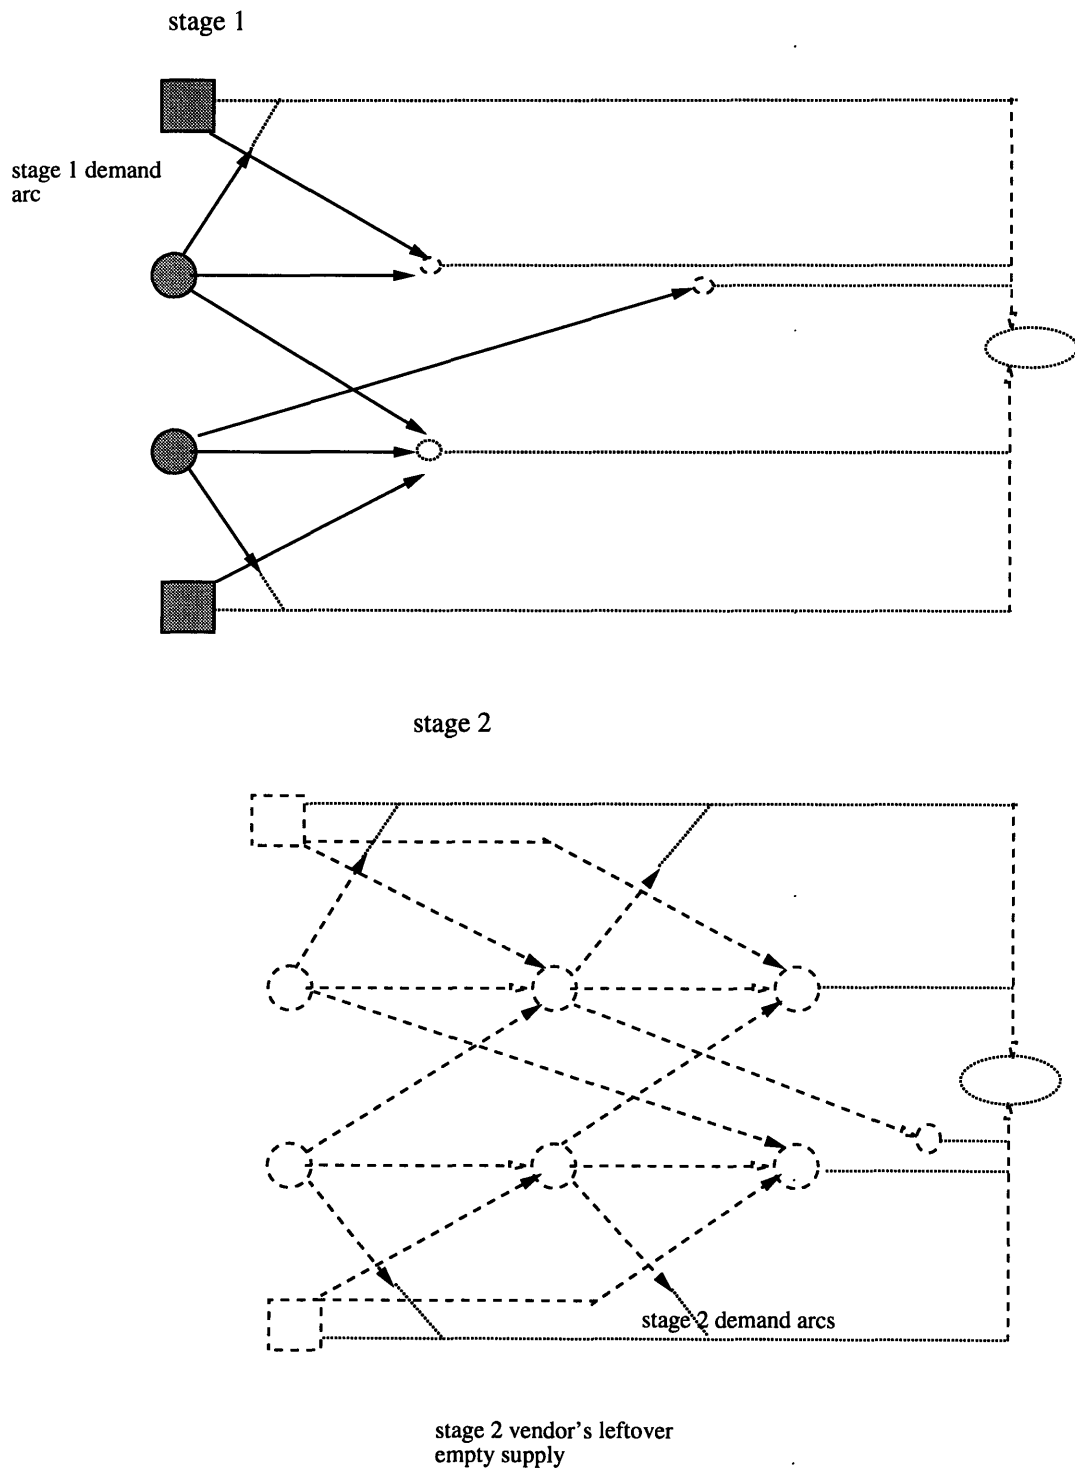 stage 1
stage 1 demand
arc
stage 2
stage 2 demand arcs
stage 2 vendor's leftover
empty supply